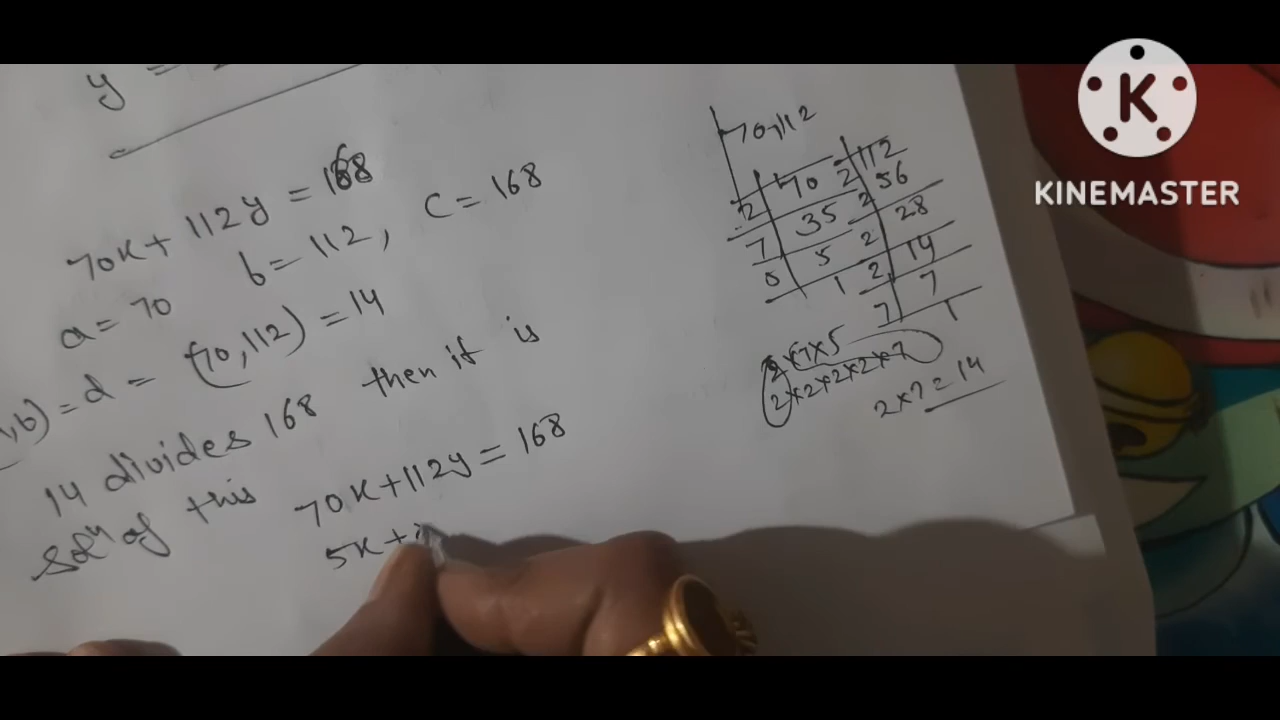 y =
70x + 112y = 168
a = 70 b = 112, c = 168
,b) = d = (70, 112) = 14
14 divides 168 then it is
solⁿ of this
70x + 112y = 168
5x +
70,112
2 70
7 35
5 5
1
2 112
2 56
2 28
2 14
7 7
1
2×7×5
2×2×2×2×7
2×7 = 14
K
KINEMASTER